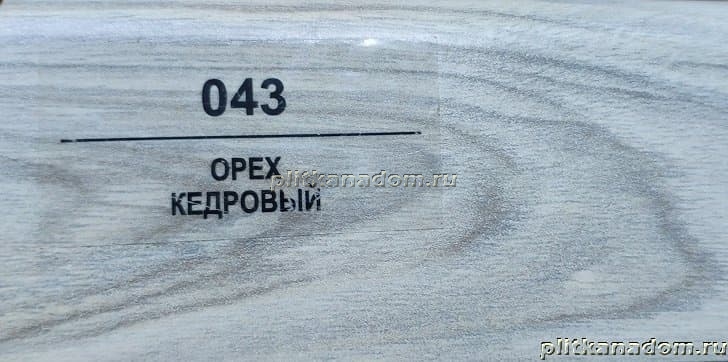 043
ОРЕХ
КЕДРОВЫЙ
plitkanadom.ru
plitkanadom.ru